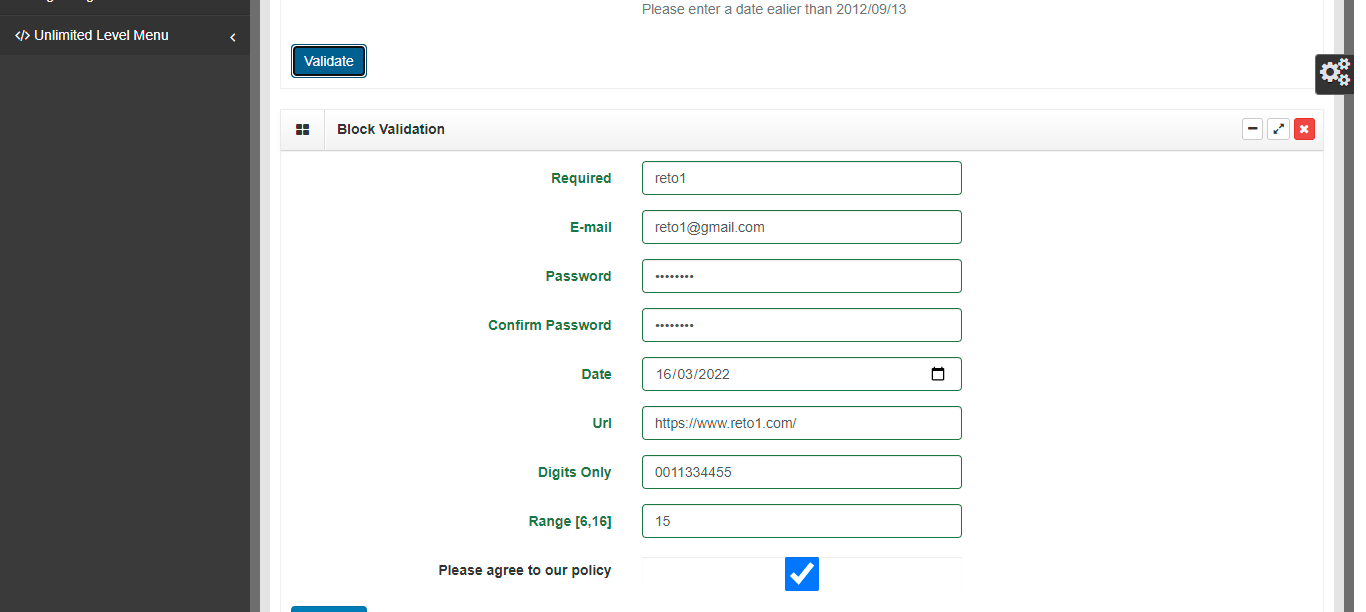 Please enter a date ealier than 2012/09/13
Unlimited Level Menu
Validate
Block Validation
Required
reto1
E-mail
reto1@gmail.com
Password
••••••••
Confirm Password
••••••••
Date
16/03/2022
Url
https://www.reto1.com/
Digits Only
0011334455
Range [6,16]
15
Please agree to our policy